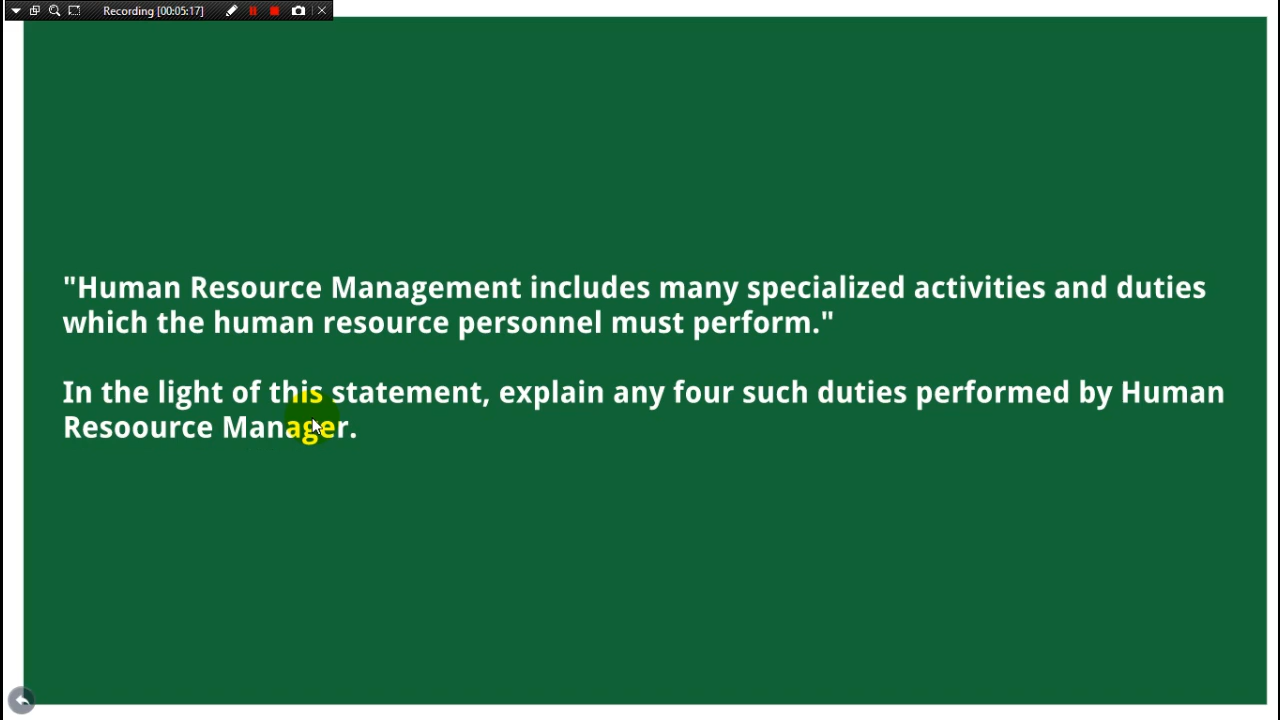 Recording [00:05:17]
"Human Resource Management includes many specialized activities and duties
which the human resource personnel must perform."
In the light of this statement, explain any four such duties performed by Human
Resoource Manager.